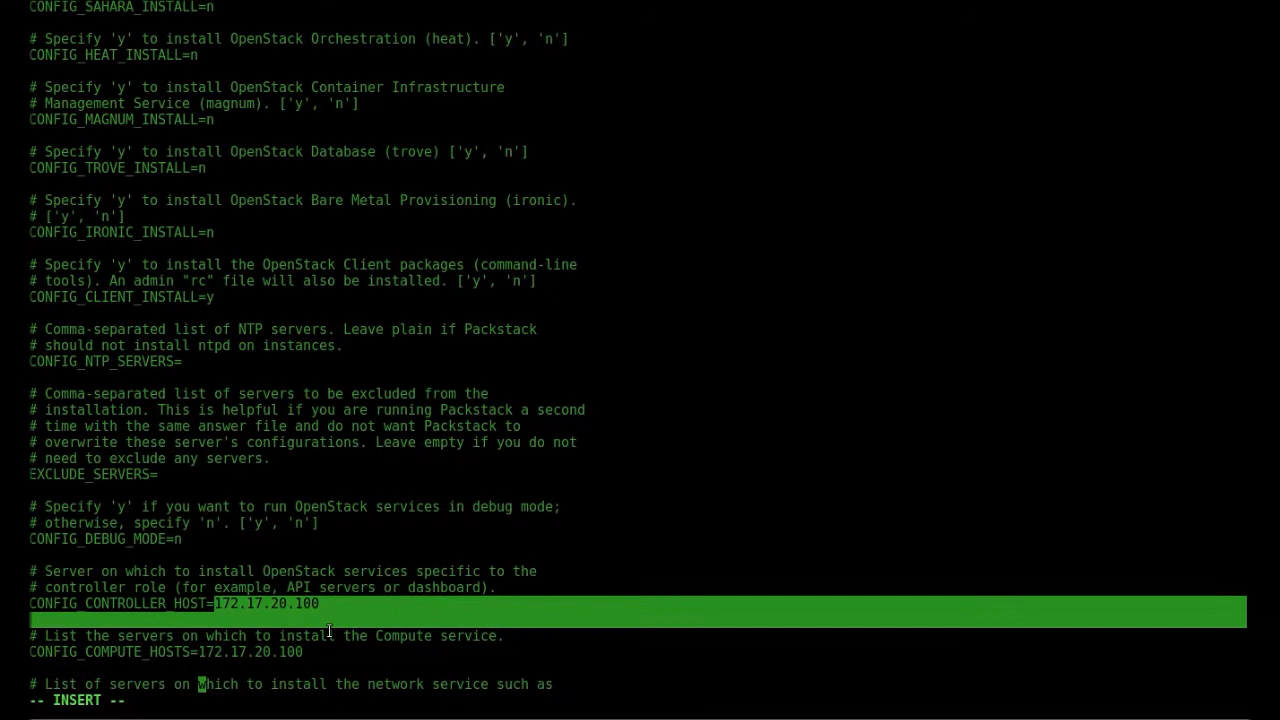 CONFIG_SAHARA_INSTALL=n
# Specify 'y' to install OpenStack Orchestration (heat). ['y', 'n']
CONFIG_HEAT_INSTALL=n
# Specify 'y' to install OpenStack Container Infrastructure
# Management Service (magnum). ['y', 'n']
CONFIG_MAGNUM_INSTALL=n
# Specify 'y' to install OpenStack Database (trove) ['y', 'n']
CONFIG_TROVE_INSTALL=n
# Specify 'y' to install OpenStack Bare Metal Provisioning (ironic).
# ['y', 'n']
CONFIG_IRONIC_INSTALL=n
# Specify 'y' to install the OpenStack Client packages (command-line
# tools). An admin "rc" file will also be installed. ['y', 'n']
CONFIG_CLIENT_INSTALL=y
# Comma-separated list of NTP servers. Leave plain if Packstack
# should not install ntpd on instances.
CONFIG_NTP_SERVERS=
# Comma-separated list of servers to be excluded from the
# installation. This is helpful if you are running Packstack a second
# time with the same answer file and do not want Packstack to
# overwrite these server's configurations. Leave empty if you do not
# need to exclude any servers.
EXCLUDE_SERVERS=
# Specify 'y' if you want to run OpenStack services in debug mode;
# otherwise, specify 'n'. ['y', 'n']
CONFIG_DEBUG_MODE=n
# Server on which to install OpenStack services specific to the
# controller role (for example, API servers or dashboard).
CONFIG_CONTROLLER_HOST=172.17.20.100
# List the servers on which to install the Compute service.
CONFIG_COMPUTE_HOSTS=172.17.20.100
# List of servers on which to install the network service such as
-- INSERT --